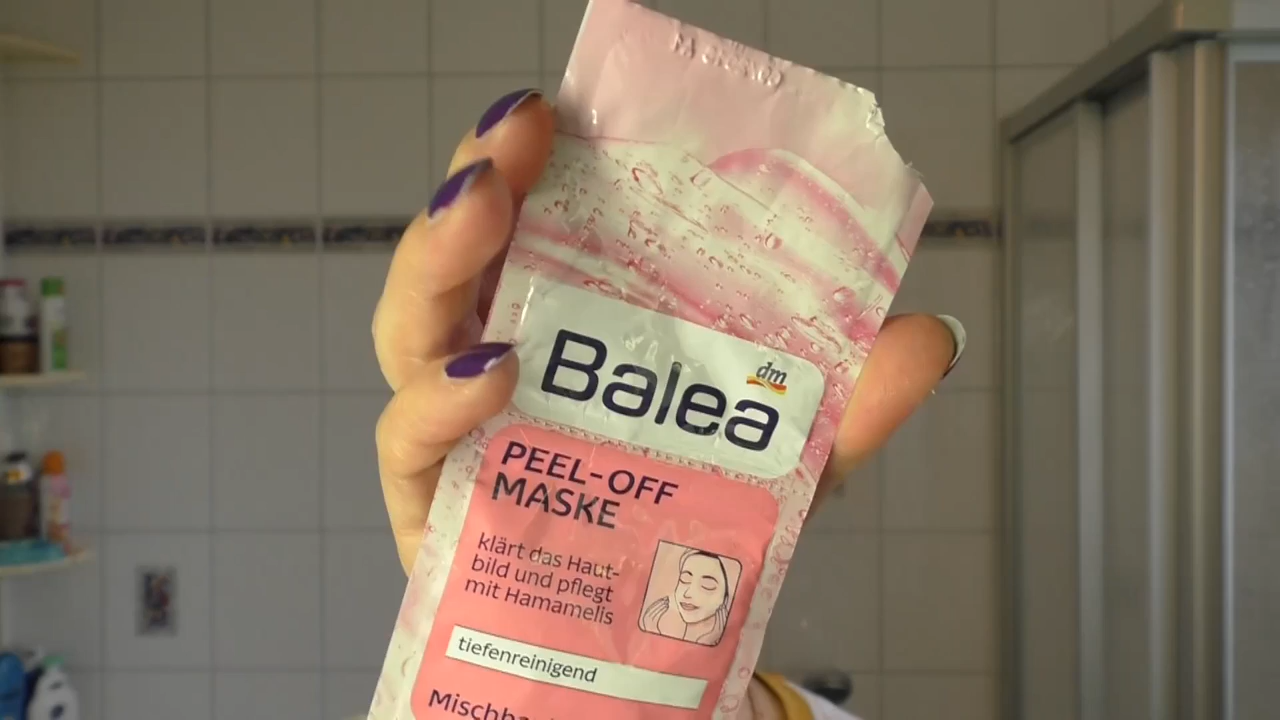 Balea
dm
PEEL-OFF
MASKE
klärt das Haut-
bild und pflegt
mit Hamamelis
tiefenreinigend